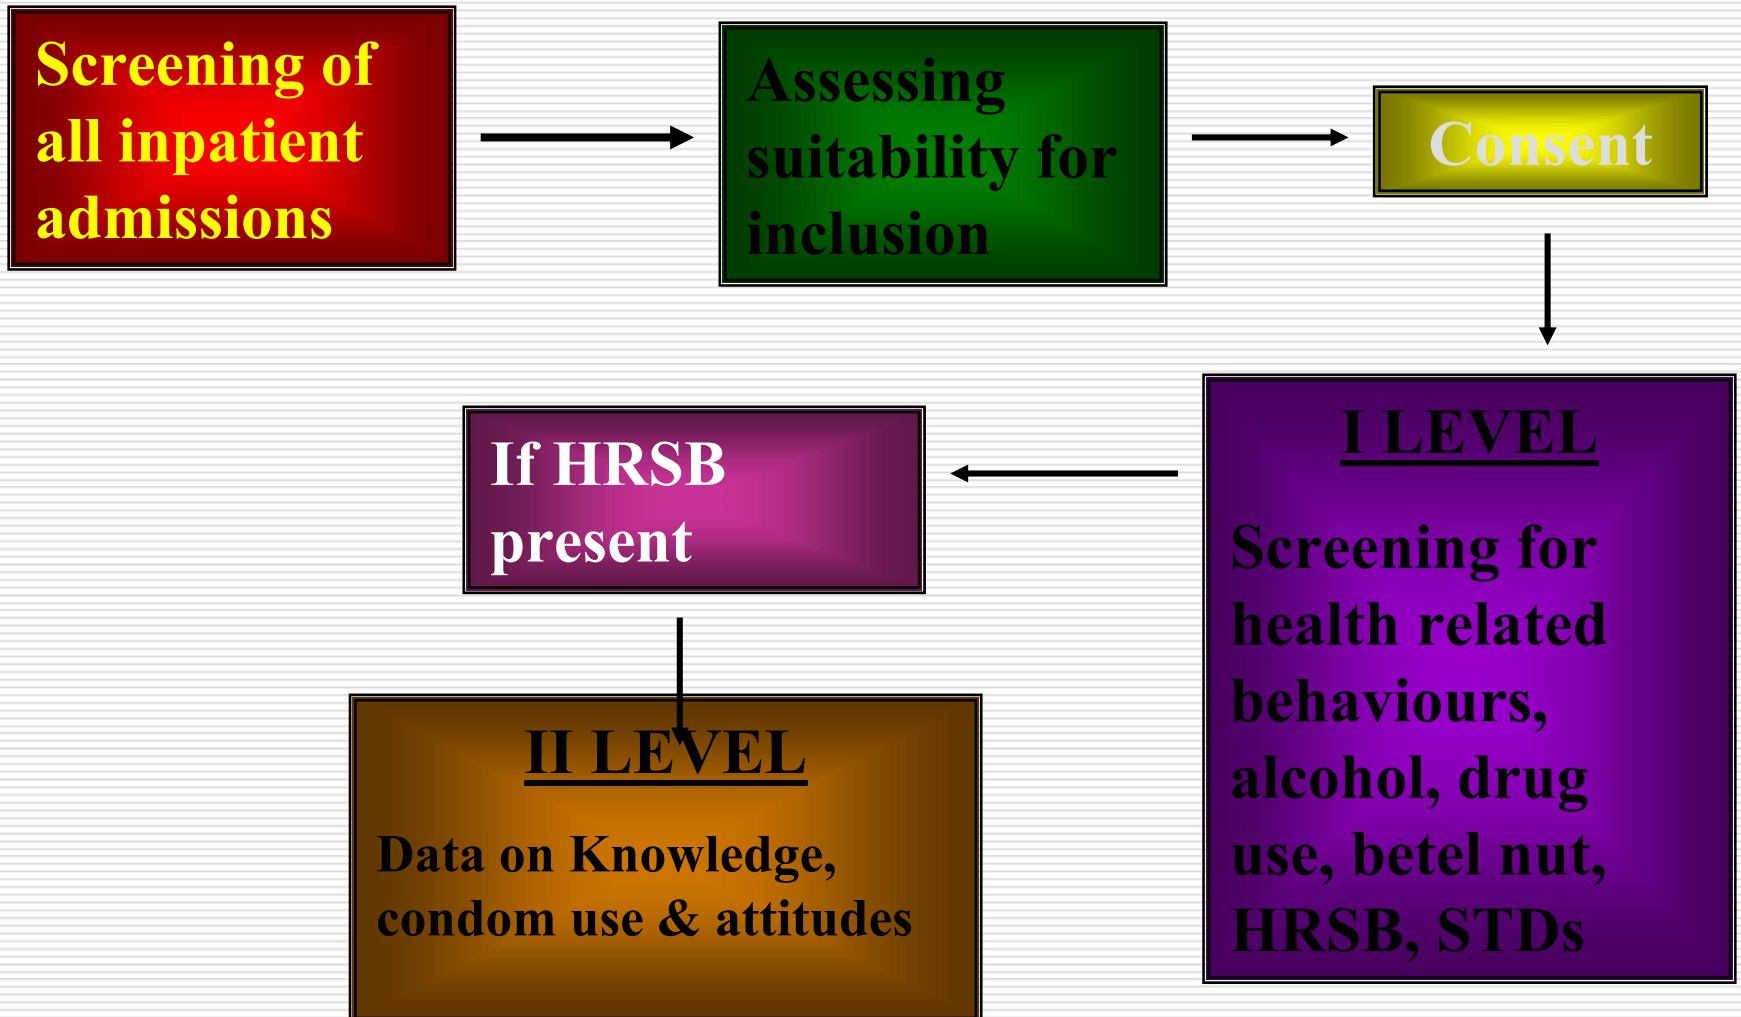 Screening of
all inpatient
admissions
Assessing
suitability for
inclusion
Consent
I LEVEL
Screening for
health related
behaviours,
alcohol, drug
use, betel nut,
HRSB, STDs
If HRSB
present
II LEVEL
Data on Knowledge,
condom use & attitudes